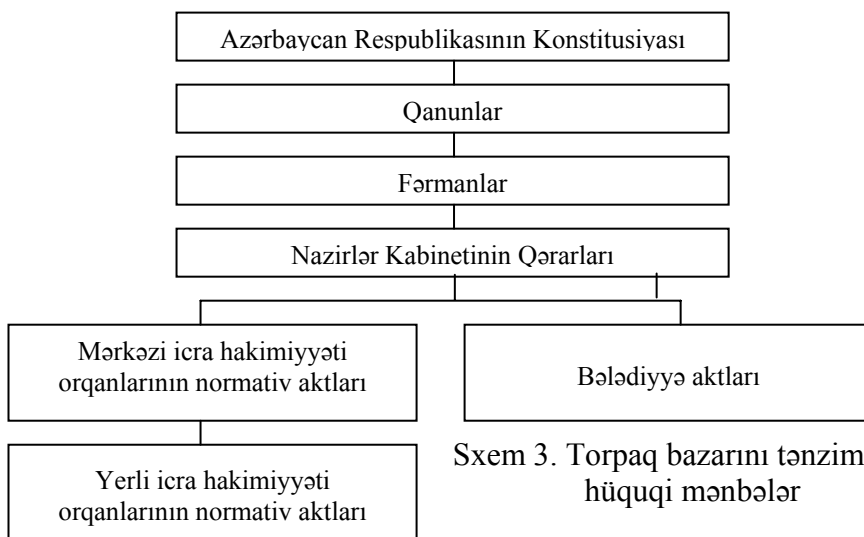 Azərbaycan Respublikasının Konstitusiyası
Qanunlar
Fərmanlar
Nazirlər Kabinetinin Qərarları
Mərkəzi icra hakimiyyəti
orqanlarının normativ aktları
Bələdiyyə aktları
Yerli icra hakimiyyəti
orqanlarının normativ aktları
Sxem 3. Torpaq bazarını tənzim
hüquqi mənbələr